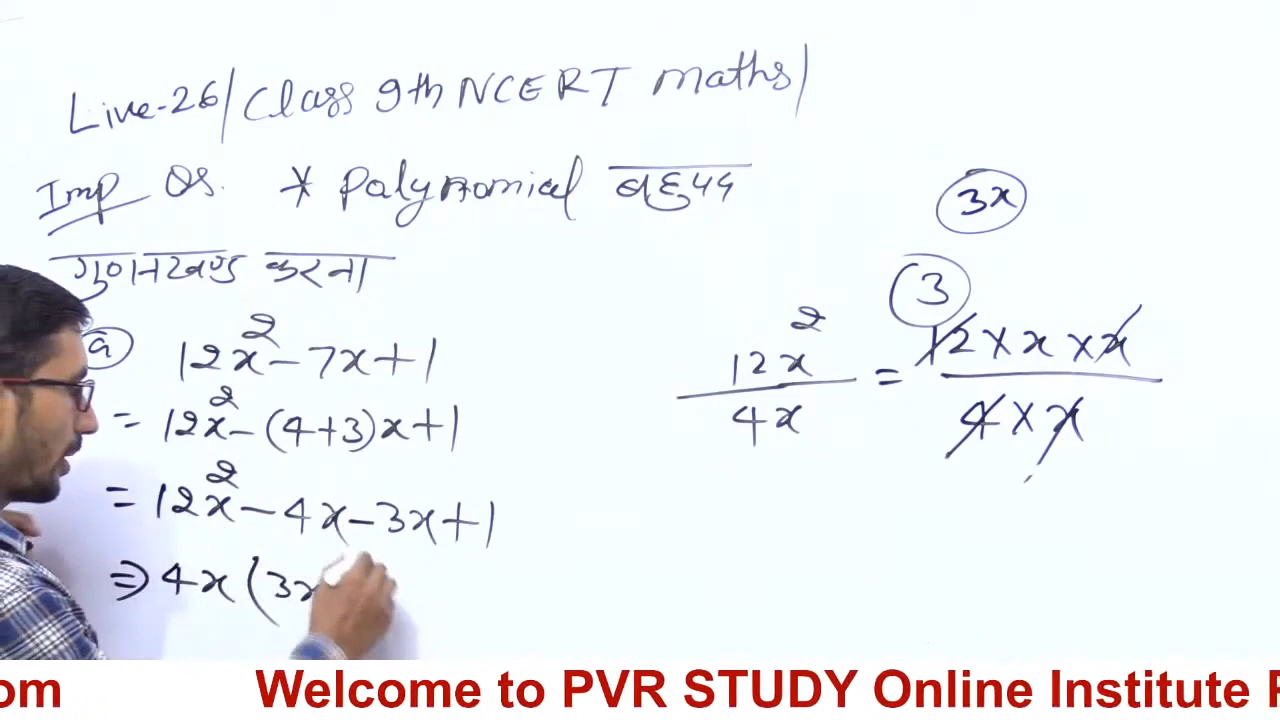 Live-26/Class 9th NCERT maths/
Imp Qs. * Polynomial बहुपद
गुणनखण्ड करना
(a) 12x² - 7x + 1
= 12x² - (4+3)x + 1
= 12x² - 4x - 3x + 1
⇒ 4x (3x
3x
3
12x² / 4x = 12 × x × x / 4 × x
om Welcome to PVR STUDY Online Institute